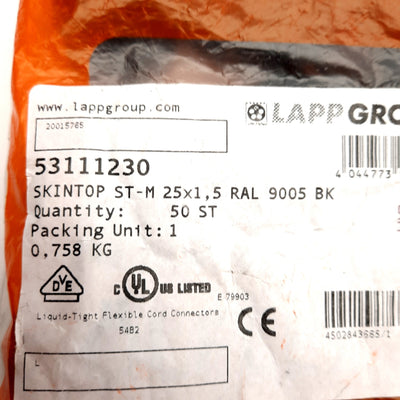 www.lappgroup.com
LAPP GRO
20015765
53111230
4 044773
SKINTOP ST-M 25x1,5 RAL 9005 BK
Quantity: 50 ST
Packing Unit: 1
0,758 KG
VDE
C UL US LISTED
E 79903
Liquid-Tight Flexible Cord Connectors
54B2
CE
4502843665/1
L